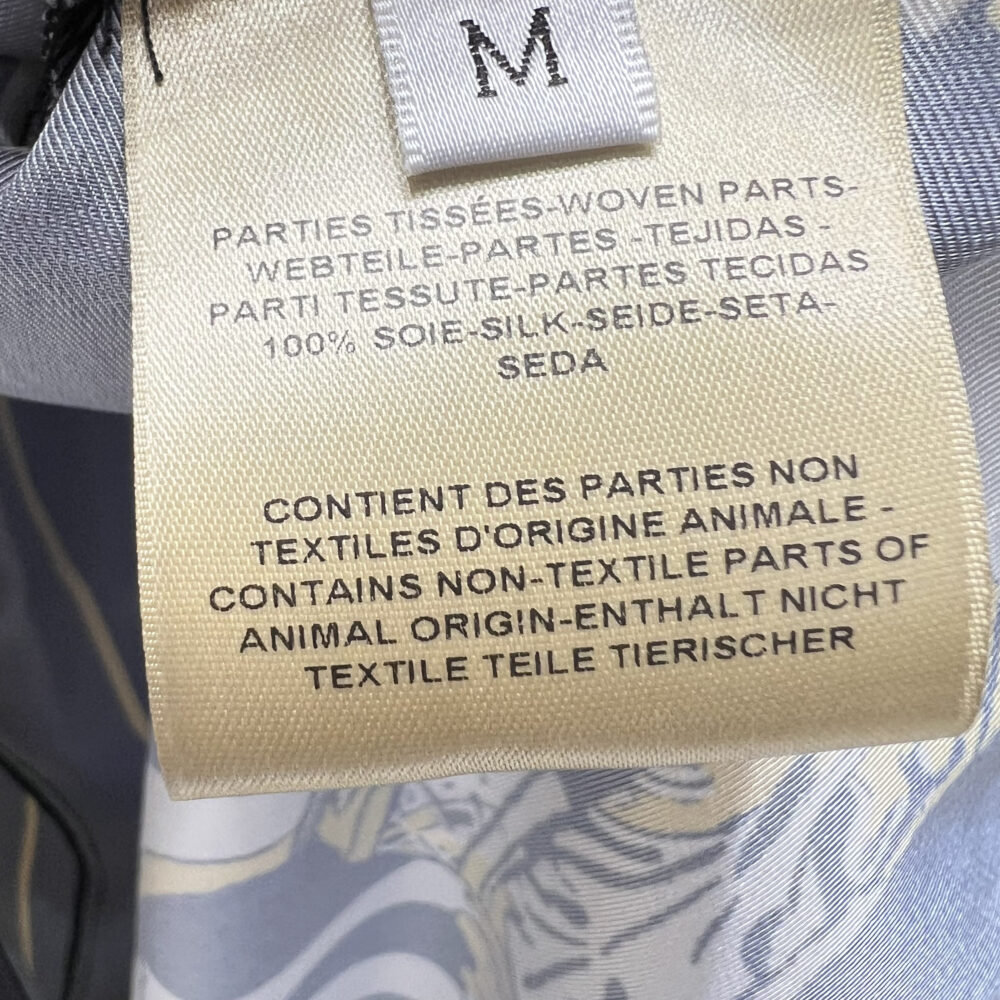 M
PARTIES TISSÉES-WOVEN PARTS-
WEBTEILE-PARTES -TEJIDAS -
PARTI TESSUTE-PARTES TECIDAS
100% SOIE-SILK-SEIDE-SETA-
SEDA
CONTIENT DES PARTIES NON
TEXTILES D'ORIGINE ANIMALE -
CONTAINS NON-TEXTILE PARTS OF
ANIMAL ORIGIN-ENTHALT NICHT
TEXTILE TEILE TIERISCHER